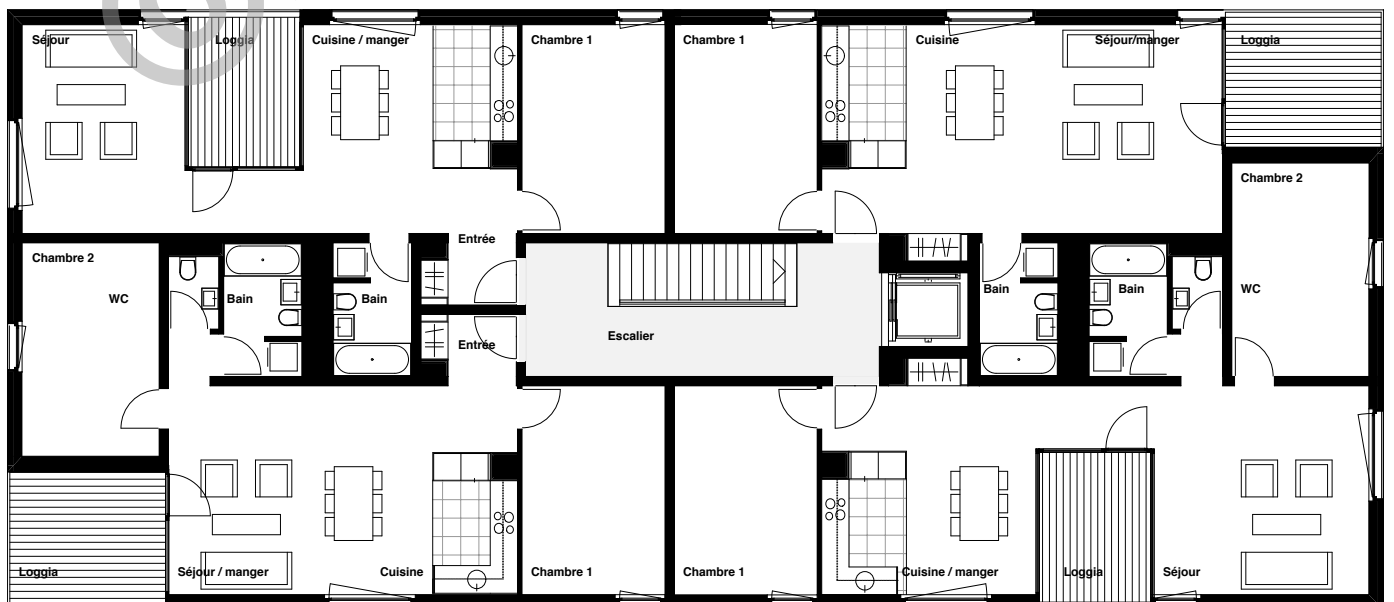 Séjour
Loggia
Cuisine / manger
Chambre 1
Chambre 1
Cuisine
Séjour/manger
Loggia
Chambre 2
Entrée
Chambre 2
WC
Bain
Bain
Bain
Bain
WC
Escalier
Entrée
Loggia
Séjour / manger
Cuisine
Chambre 1
Chambre 1
Cuisine / manger
Loggia
Séjour